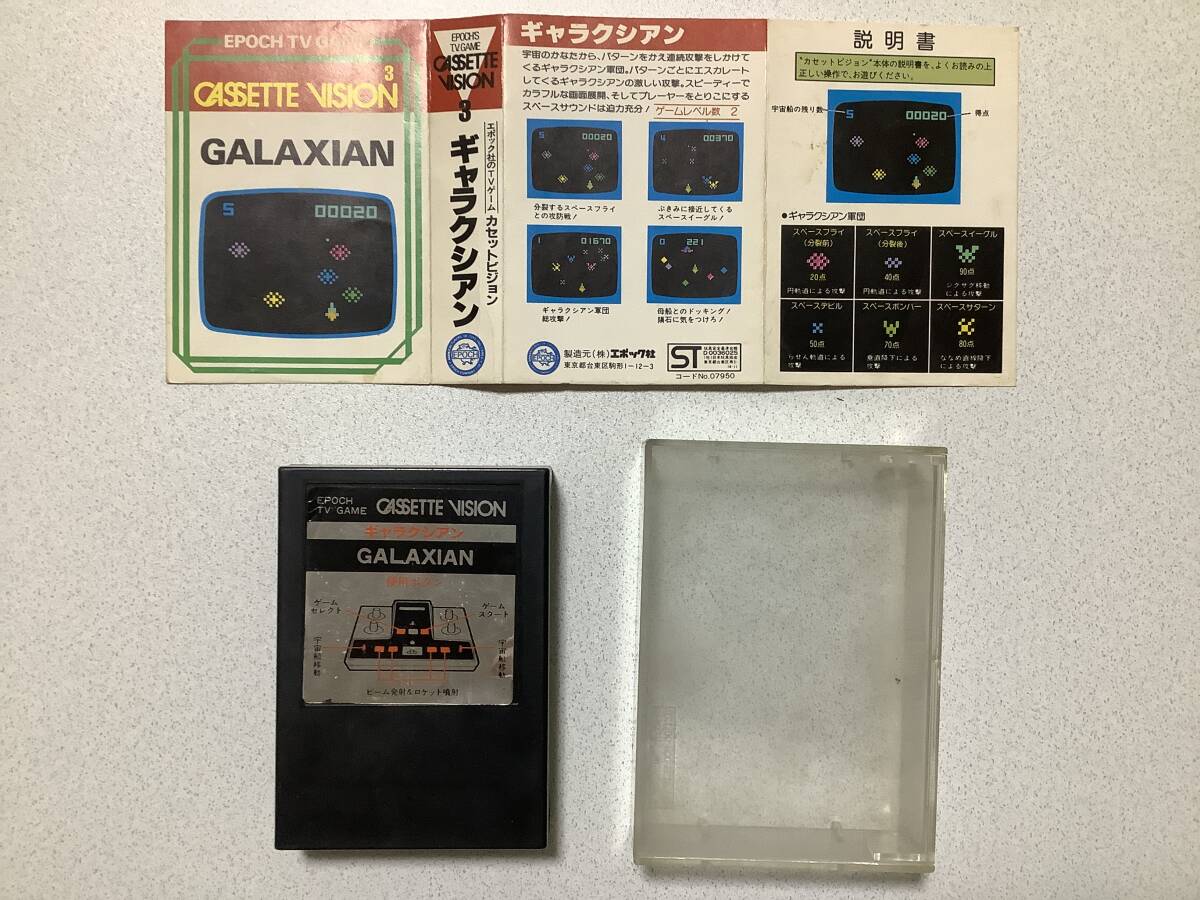 EPOCH TV GA
3
CASSETTE VISION
GALAXIAN
5 00020
EPOCH'S
TV.GAME
CASSETTE
VISION
3
エポック社のTVゲーム
カセットビジョン
ギャラクシアン
EPOCH
ギャラクシアン
宇宙のかなたから、パターンをかえ連続攻撃をしかけ
てくるギャラクシアン軍団。パターンごとにエスカレート
してくるギャラクシアンの激しい攻撃。スピーディーで
カラフルな画面展開、そしてプレーヤーをとりこにする
スペースサウンドは迫力充分！
ゲームレベル数 2
5 00020
4 00370
分裂するスペースフライ
との攻防戦！
ぶきみに接近してくる
スペースイーグル！
1 01670
0 221
ギャラクシアン軍団
総攻撃！
母船とのドッキング！
隕石に気をつけろ！
EPOCH
製造元(株)エポック社
東京都台東区駒形1-12-3
ST
D0036025
コードNo.07950
説明書
"カセットビジョン"本体の説明書を、よくお読みの上
正しい操作で、お遊びください。
宇宙船の残り数
5 00020
得点
●ギャラクシアン軍団
スペースフライ
(分裂前)
20点
円軌道による攻撃
スペースフライ
(分裂後)
40点
円軌道による攻撃
スペースイーグル
90点
ジグザグ移動
による攻撃
スペースデビル
50点
らせん軌道による
攻撃
スペースボンバー
70点
垂直降下による
攻撃
スペースサターン
80点
ななめ直線降下
による攻撃
EPOCH
TV GAME
CASSETTE VISION
ギャラクシアン
GALAXIAN
使用ボタン
ゲーム
セレクト
ゲーム
スタート
宇宙船移動
宇宙船移動
ビーム発射&ロケット噴射